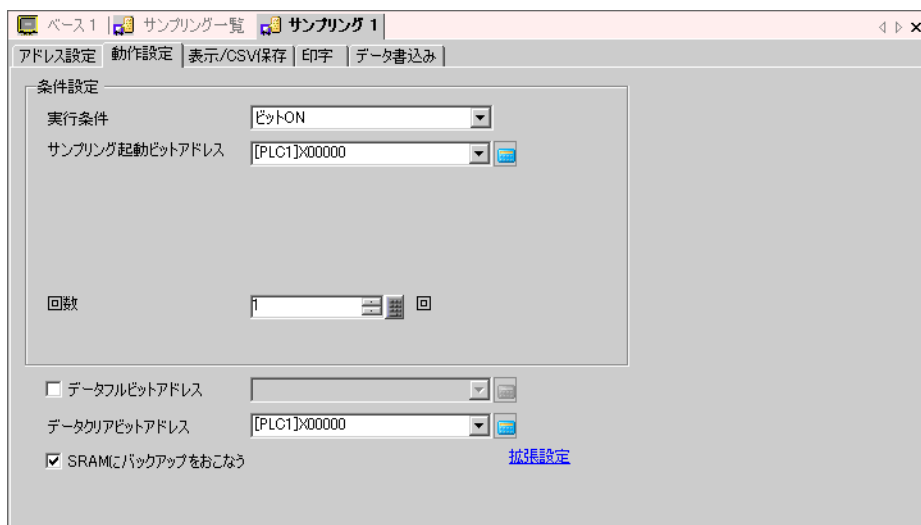 ベース 1 サンプリング一覧 サンプリング 1
アドレス設定 動作設定 表示/CSV保存 印字 データ書込み
条件設定
実行条件 ビットON
サンプリング起動ビットアドレス [PLC1]X00000
回数 1 回
データフルビットアドレス
データクリアビットアドレス [PLC1]X00000
SRAMにバックアップをおこなう 拡張設定